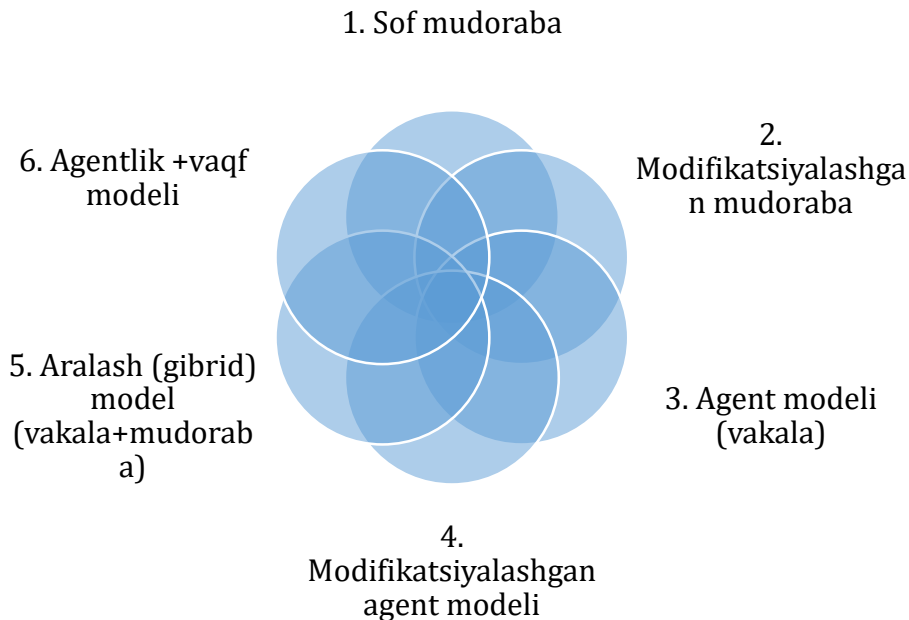 1. Sof mudoraba
2.
Modifikatsiyalashga
n mudoraba
3. Agent modeli
(vakala)
4.
Modifikatsiyalashgan
agent modeli
5. Aralash (gibrid)
model
(vakala+mudorab
a)
6. Agentlik +vaqf
modeli